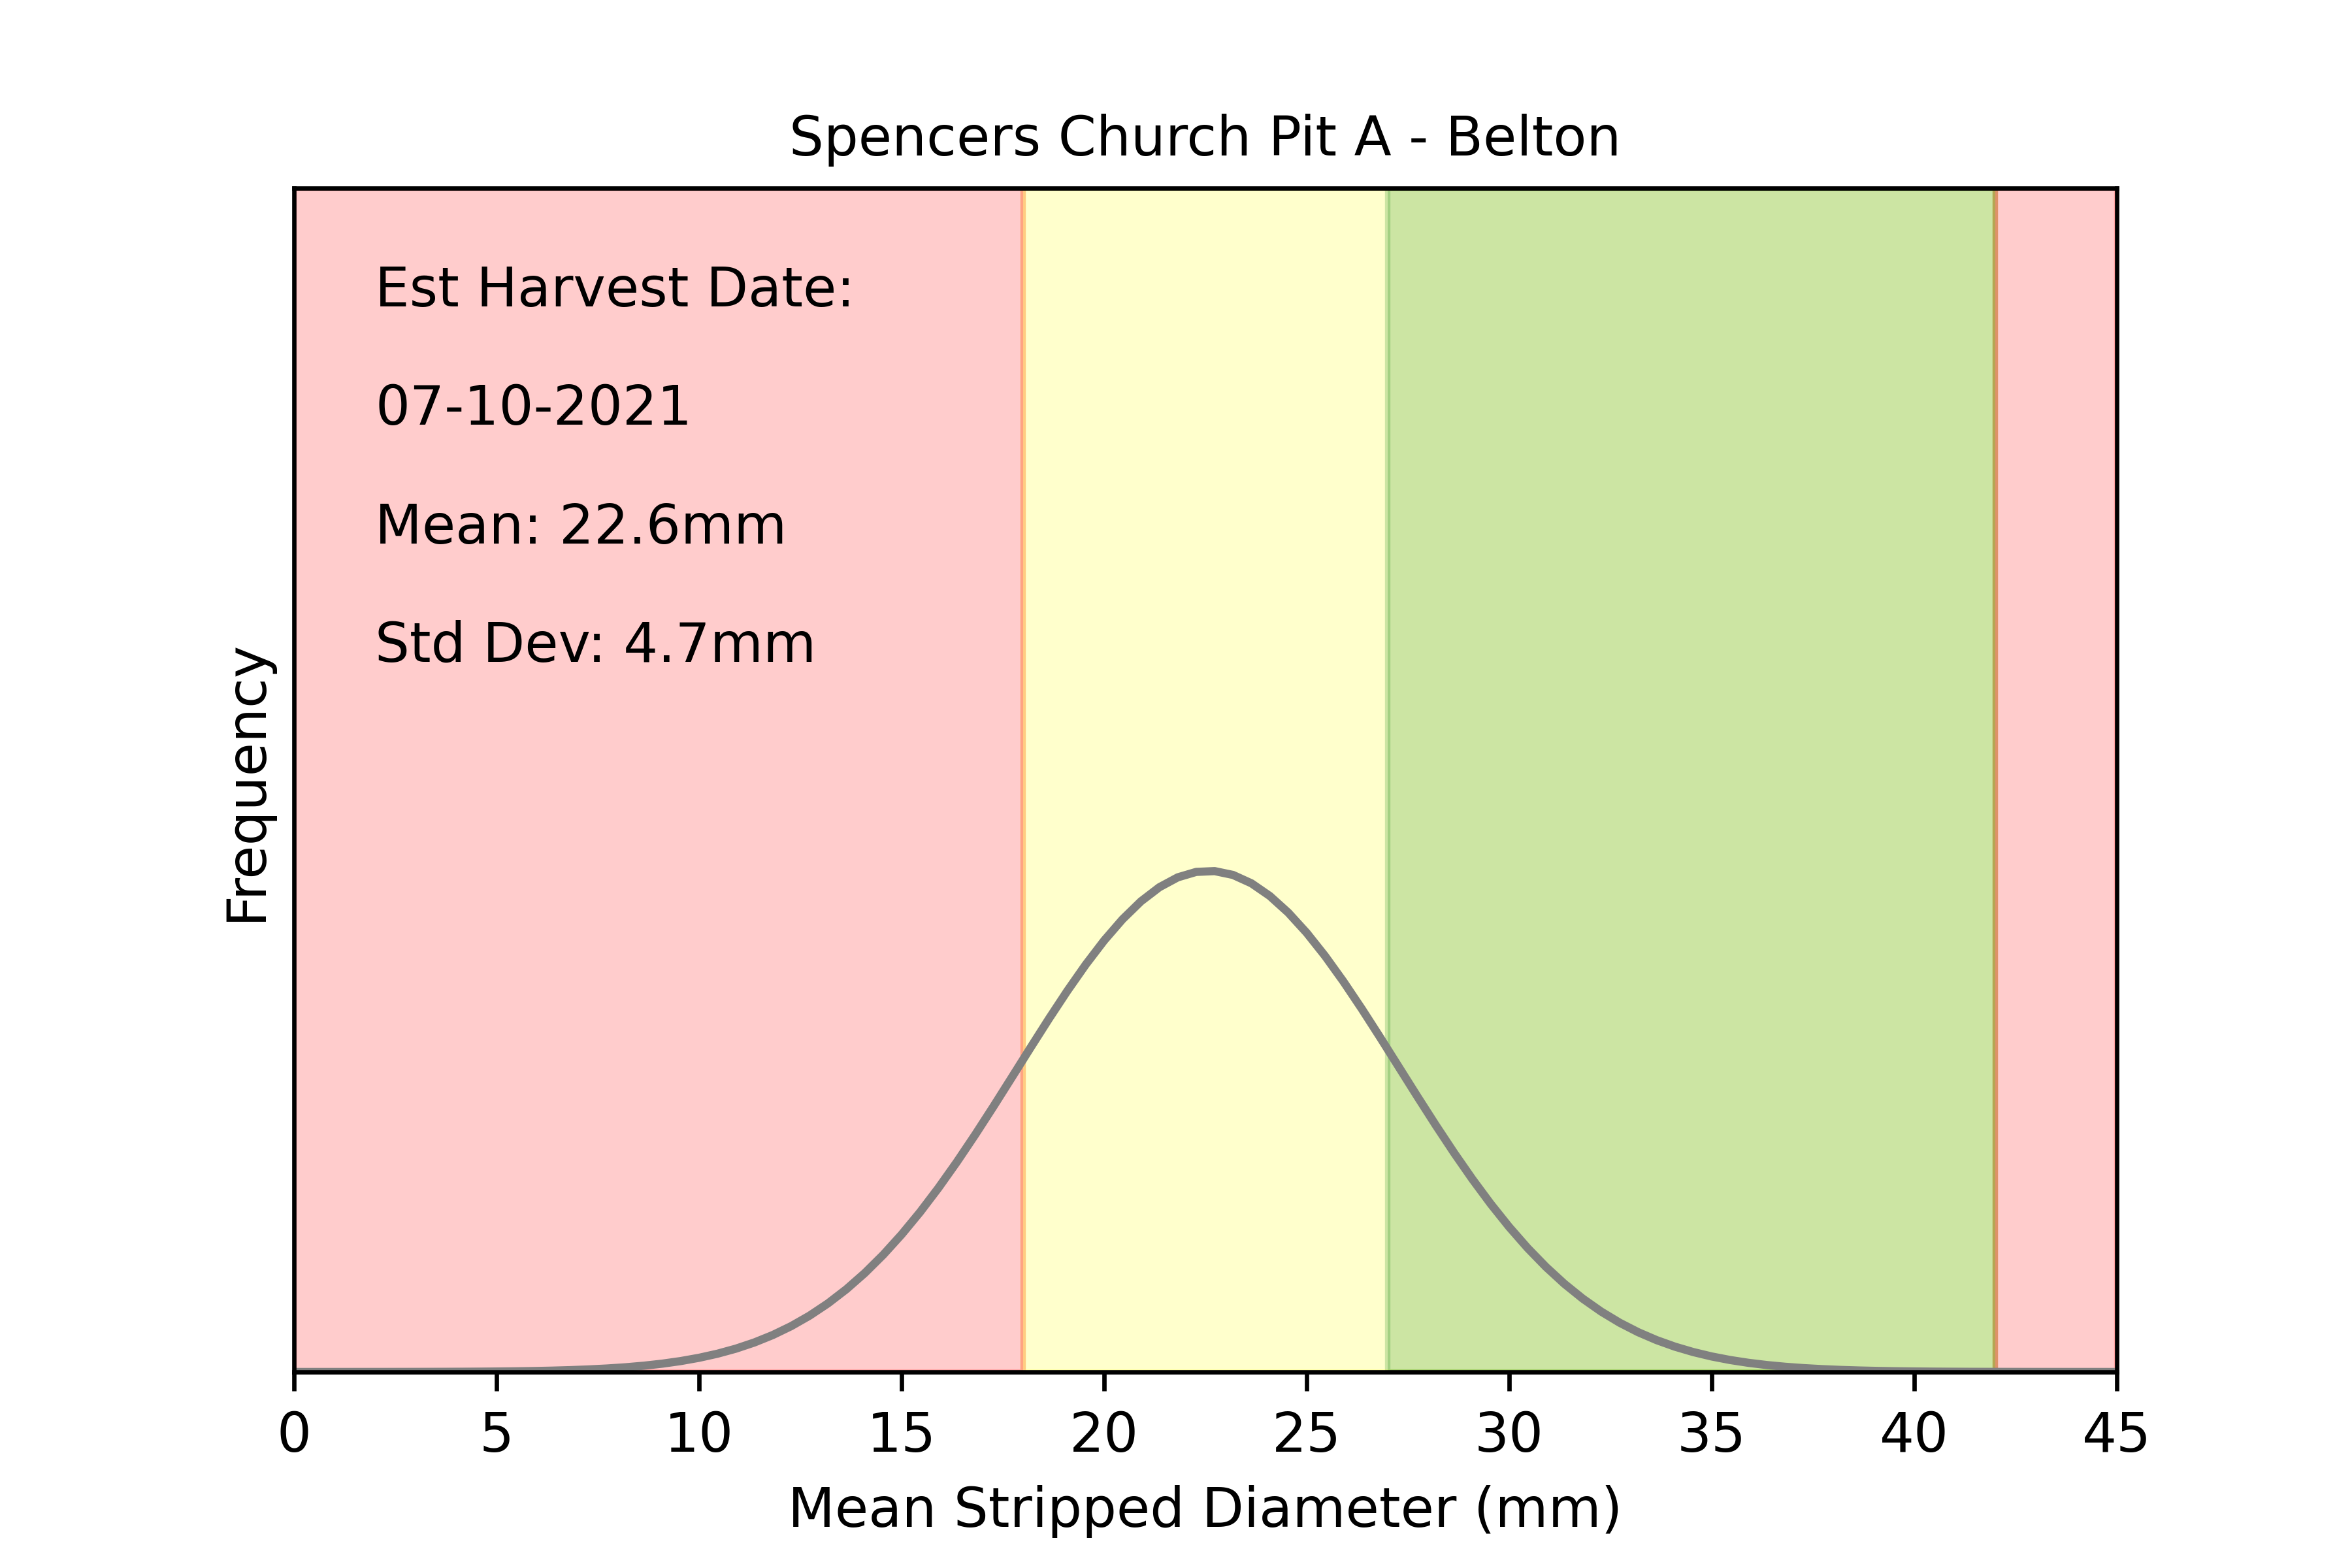 Spencers Church Pit A - Belton
Est Harvest Date:
07-10-2021
Mean: 22.6mm
Std Dev: 4.7mm
Frequency
0 5 10 15 20 25 30 35 40 45
Mean Stripped Diameter (mm)